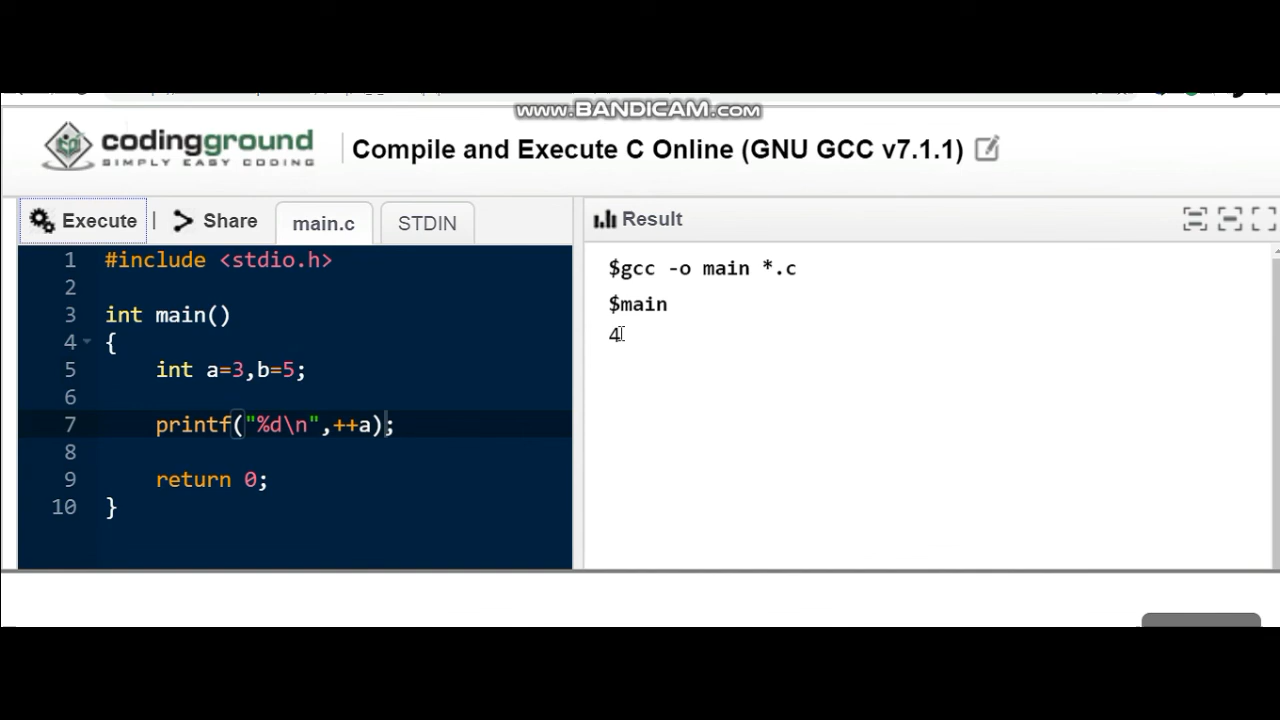 www.BANDICAM.com
codingground
SIMPLY EASY CODING
Compile and Execute C Online (GNU GCC v7.1.1)
Execute | Share main.c STDIN
Result
1 #include <stdio.h>
2
3 int main()
4 {
5 int a=3,b=5;
6
7 printf("%d\n",++a);
8
9 return 0;
10 }
$gcc -o main *.c
$main
4